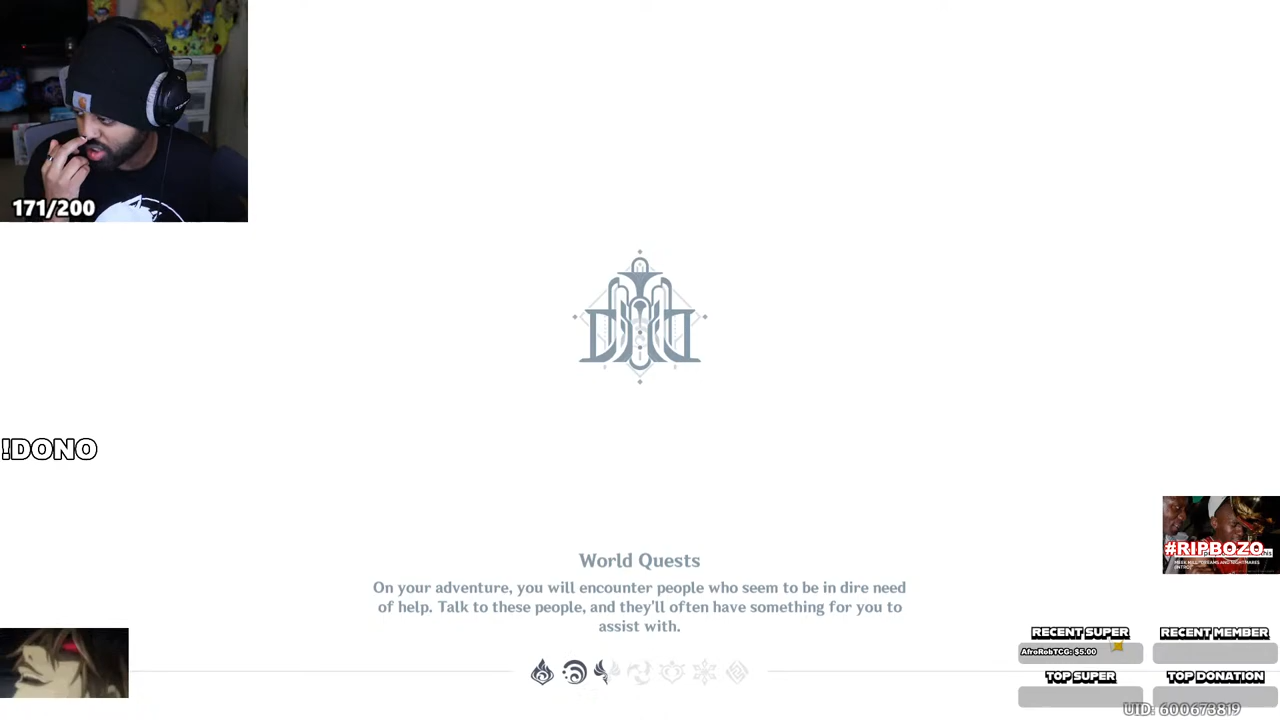 171/200
!DONO
#RIPBOZO
World Quests
On your adventure, you will encounter people who seem to be in dire need
of help. Talk to these people, and they'll often have something for you to
assist with.
RECENT SUPER
RECENT MEMBER
AfroRobTCG: $5.00
TOP SUPER
TOP DONATION
UID: 600673819